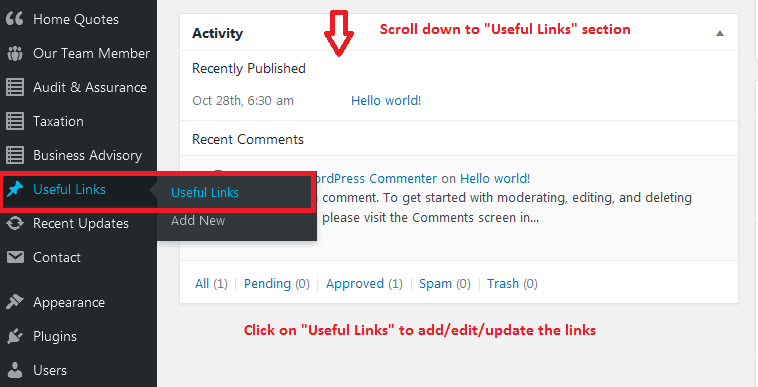 Home Quotes
Our Team Member
Audit & Assurance
Taxation
Business Advisory
Useful Links
Recent Updates
Contact
Appearance
Plugins
Users
Useful Links
Add New
Activity
Scroll down to "Useful Links" section
Recently Published
Oct 28th, 6:30 am Hello world!
Recent Comments
Commenter on Hello world!
comment. To get started with moderating, editing, and deleting
please visit the Comments screen in...
All (1) | Pending (0) | Approved (1) | Spam (0) | Trash (0)
Click on "Useful Links" to add/edit/update the links